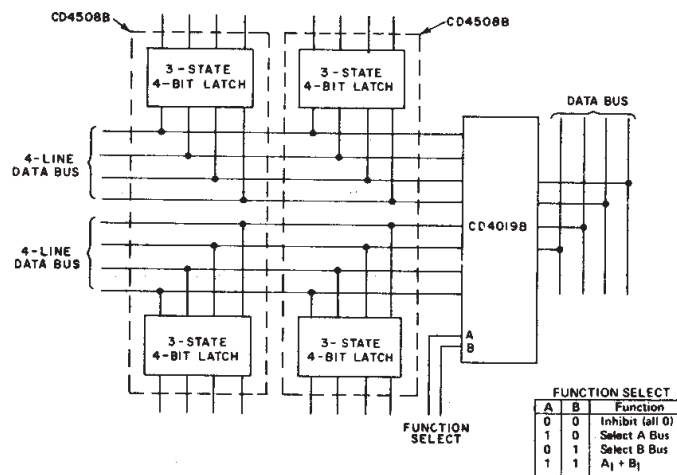 CD4508B
CD4508B
3-STATE
4-BIT LATCH
3-STATE
4-BIT LATCH
DATA BUS
4-LINE
DATA BUS
4-LINE
DATA BUS
CD4019B
3-STATE
4-BIT LATCH
3-STATE
4-BIT LATCH
A
B
FUNCTION
SELECT
FUNCTION SELECT
A B Function
0 0 Inhibit (all 0)
1 0 Select A Bus
0 1 Select B Bus
1 1 A1 + B1